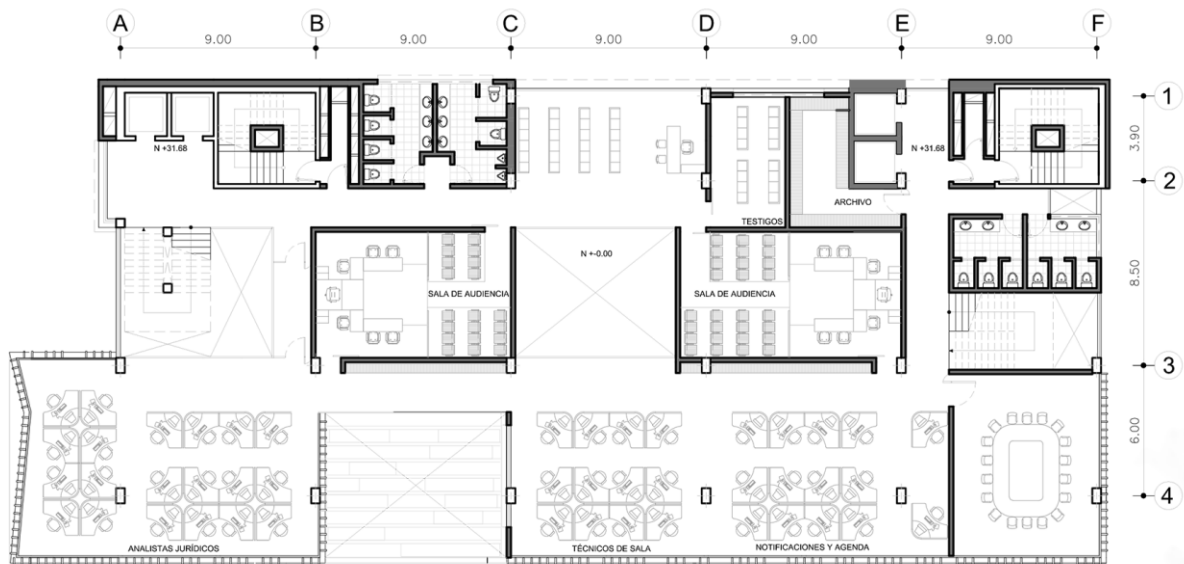 A B C D E F
9.00 9.00 9.00 9.00 9.00
1
3.90
N +31.68
N +31.68
2
ARCHIVO
TESTIGOS
N +-0.00
8.50
SALA DE AUDIENCIA
SALA DE AUDIENCIA
3
6.00
4
ANALISTAS JURÍDICOS
TÉCNICOS DE SALA
NOTIFICACIONES Y AGENDA